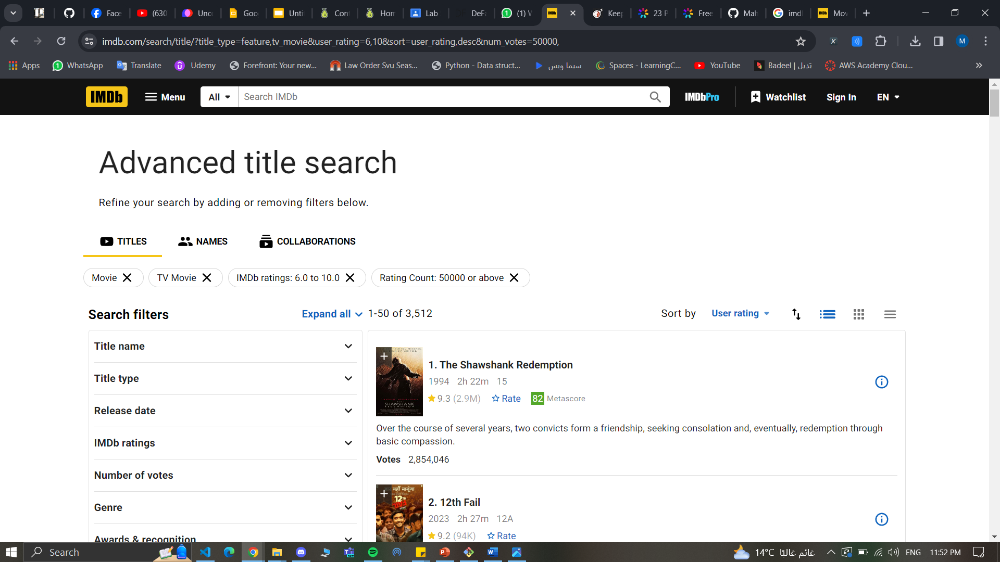 Face
(630
Unco
Goo
Unti
Cont
Hom
Lab
DeFa
(1) W
Keep
23 P
Free
Mah
imdl
Mov
imdb.com/search/title/?title_type=feature,tv_movie&user_rating=6,10&sort=user_rating,desc&num_votes=50000,
M
Apps
WhatsApp
Translate
Udemy
Forefront: Your new...
Law Order Svu Seas...
Python - Data struct...
سيما وبس
Spaces - LearningC...
YouTube
Badeel | بَدِيل
AWS Academy Clou...
IMDb
Menu
All
Search IMDb
IMDbPro
Watchlist
Sign In
EN
Advanced title search
Refine your search by adding or removing filters below.
TITLES
NAMES
COLLABORATIONS
Movie
TV Movie
IMDb ratings: 6.0 to 10.0
Rating Count: 50000 or above
Search filters
Expand all
1-50 of 3,512
Sort by
User rating
Title name
Title type
Release date
IMDb ratings
Number of votes
Genre
Awards & recognition
1. The Shawshank Redemption
1994 2h 22m 15
9.3 (2.9M) Rate 82 Metascore
Over the course of several years, two convicts form a friendship, seeking consolation and, eventually, redemption through
basic compassion.
Votes 2,854,046
2. 12th Fail
2023 2h 27m 12A
9.2 (94K) Rate
Search
14°C غائم غالبًا
ENG
11:52 PM